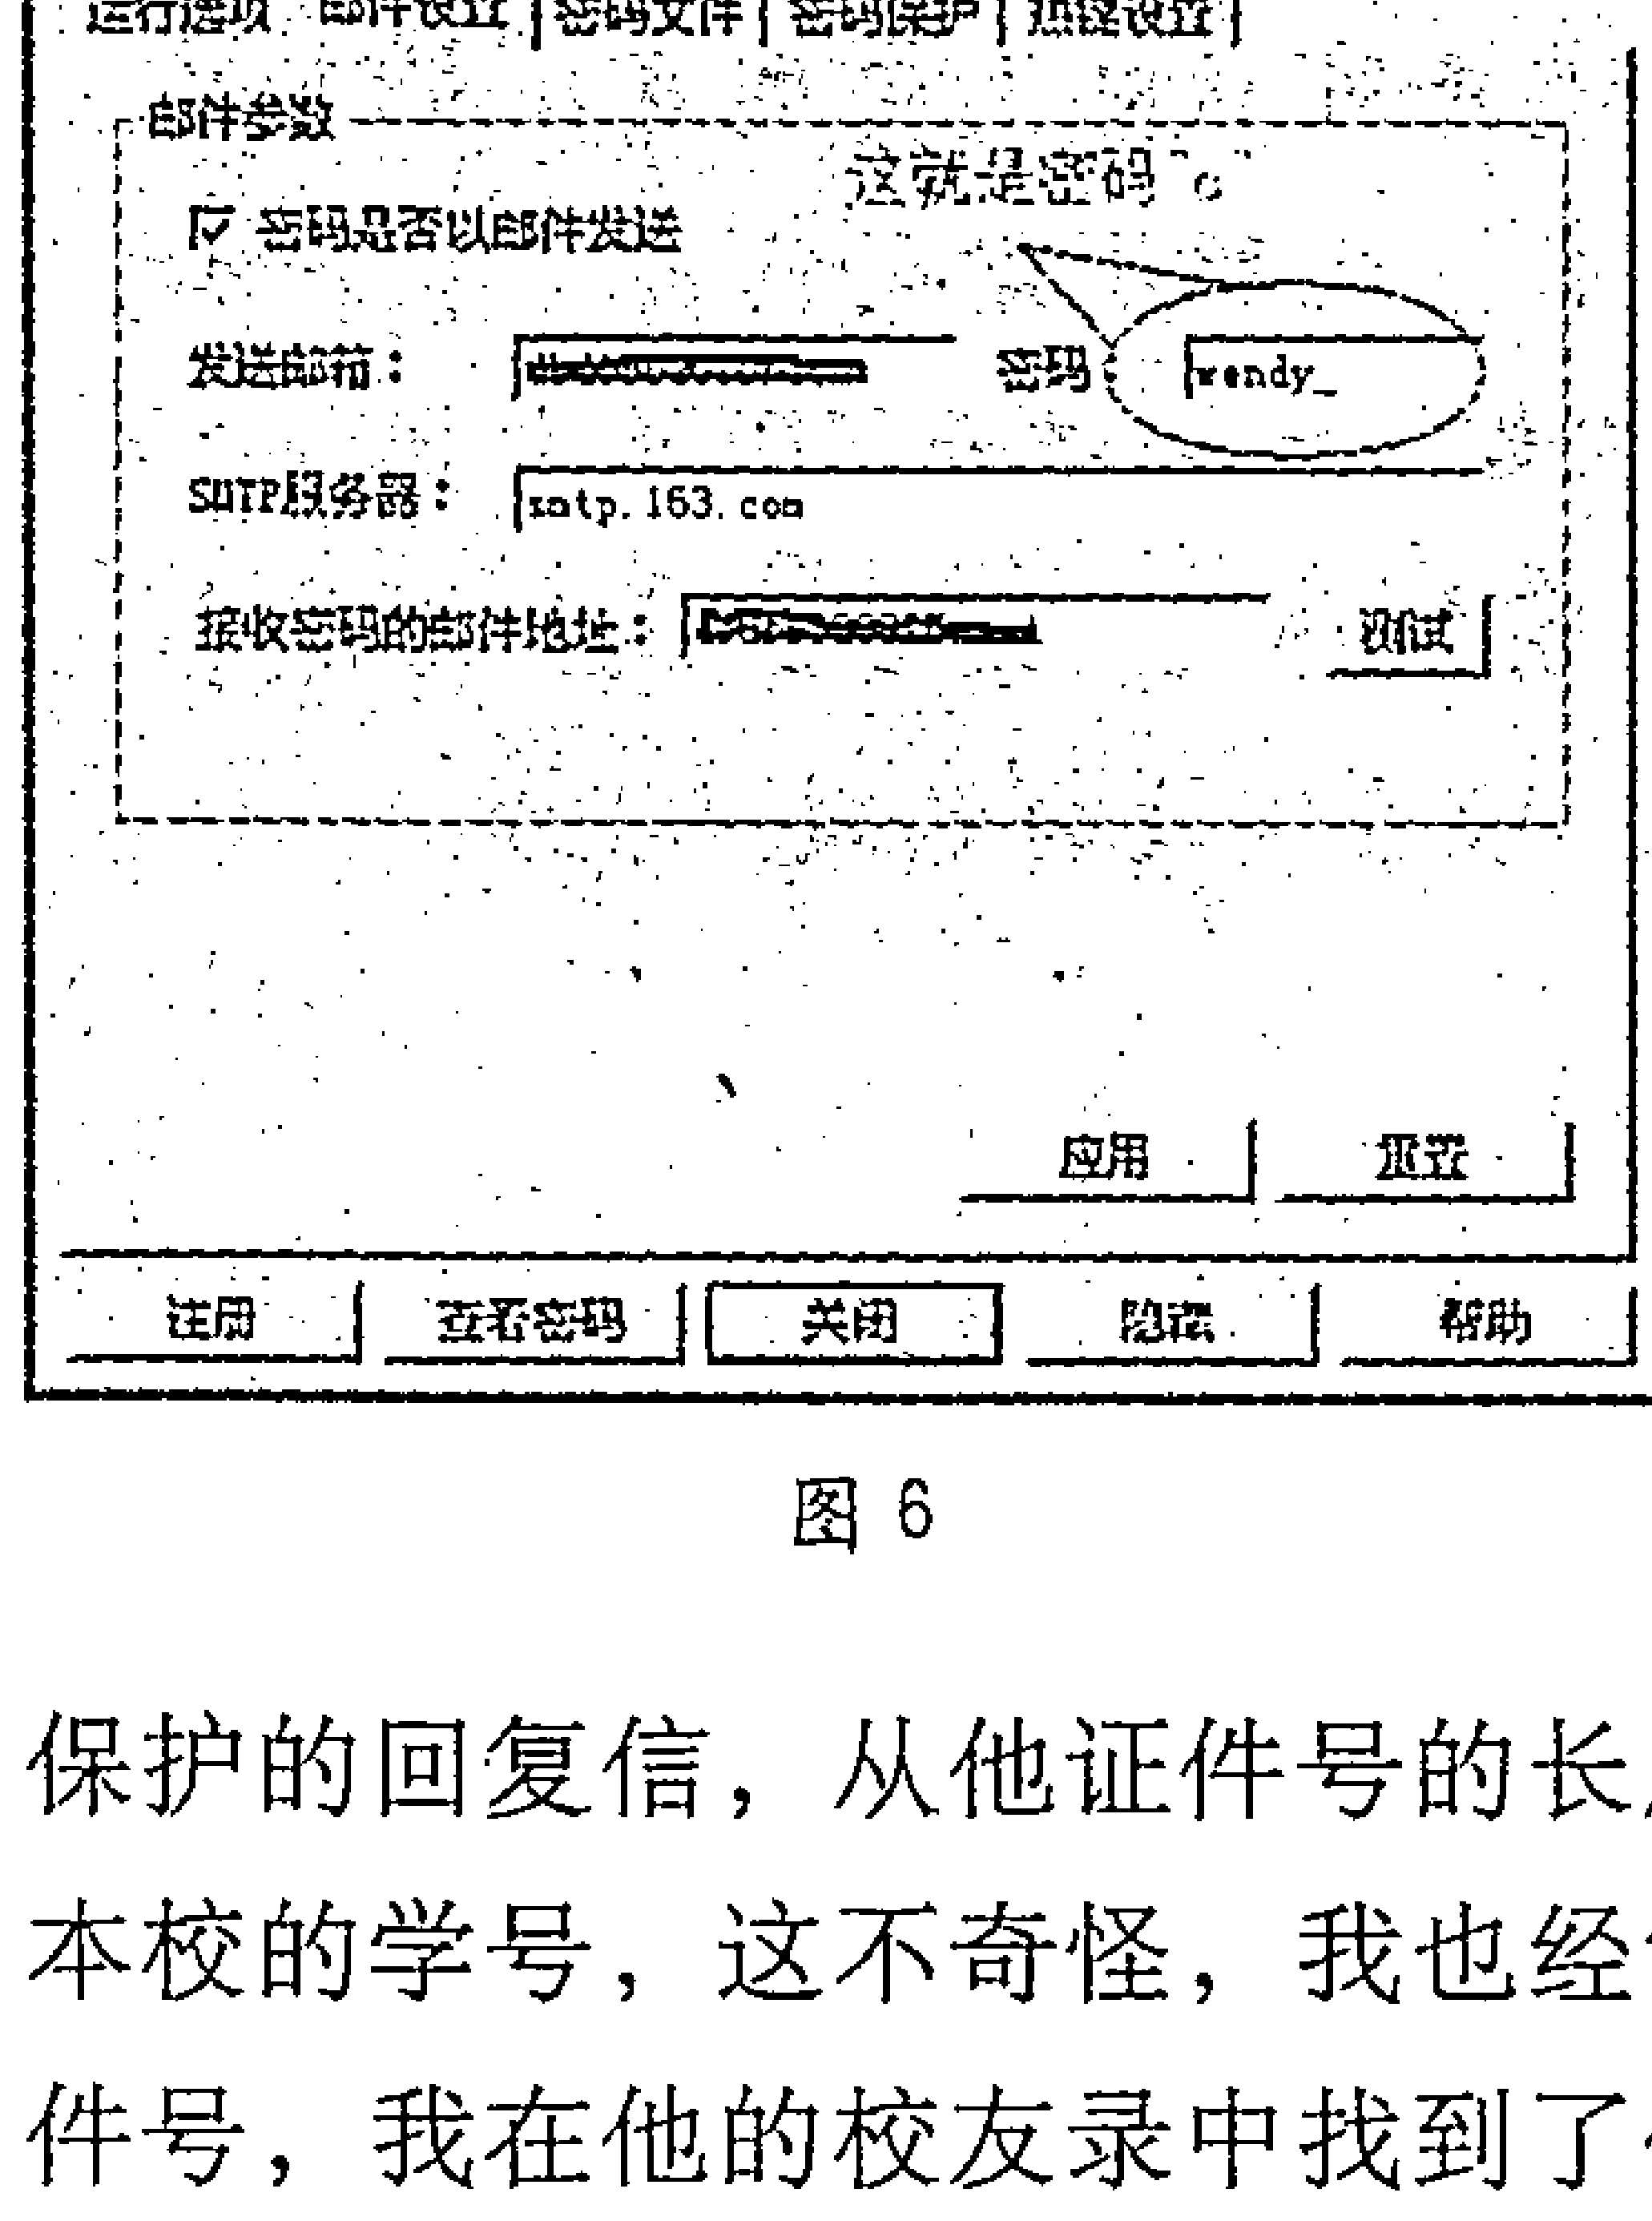 运行选项 邮件设置 密码文件 密码保护 热键设置
邮件参数
这就是密码。
密码是否以邮件发送
发送邮箱： 密码： wendy_
SMTP服务器： smtp.163.com
接收密码的邮件地址： 测试
应用 重置
注册 查看密码 关闭 隐藏 帮助
图 6
保护的回复信，从他证件号的长
本校的学号，这不奇怪，我也经
件号，我在他的校友录中找到了